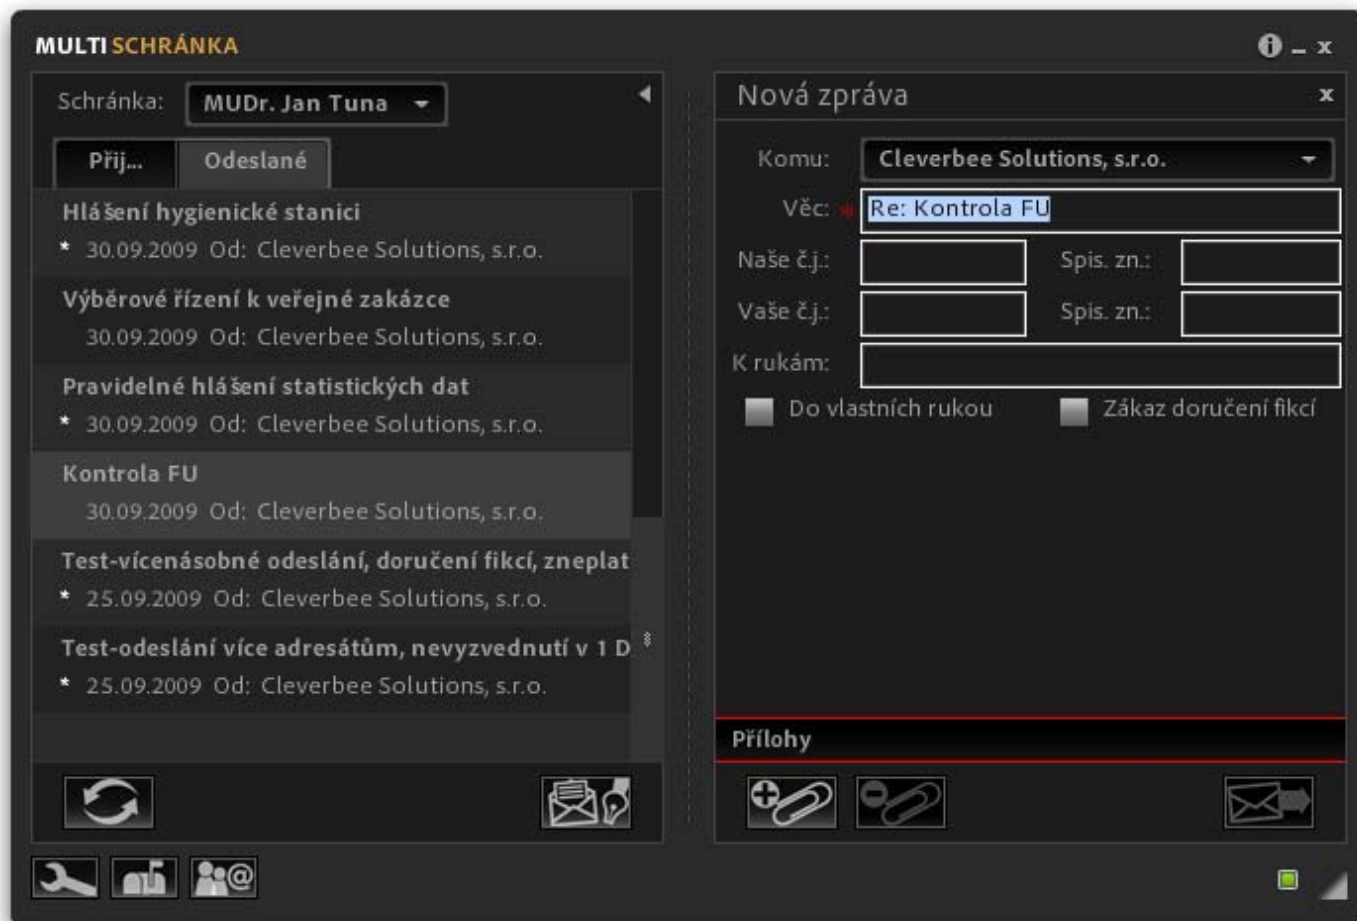 MULTISCHRÁNKA
Schránka: MUDr. Jan Tuna
Přij... Odeslané
Hlášení hygienické stanici
* 30.09.2009 Od: Cleverbee Solutions, s.r.o.
Výběrové řízení k veřejné zakázce
30.09.2009 Od: Cleverbee Solutions, s.r.o.
Pravidelné hlášení statistických dat
* 30.09.2009 Od: Cleverbee Solutions, s.r.o.
Kontrola FU
30.09.2009 Od: Cleverbee Solutions, s.r.o.
Test-vícenásobné odeslání, doručení fikcí, zneplat
* 25.09.2009 Od: Cleverbee Solutions, s.r.o.
Test-odeslání více adresátům, nevyzvednutí v 1 D
* 25.09.2009 Od: Cleverbee Solutions, s.r.o.
Nová zpráva x
Komu: Cleverbee Solutions, s.r.o.
Věc: * Re: Kontrola FU
Naše č.j.: Spis. zn.:
Vaše č.j.: Spis. zn.:
K rukám:
Do vlastních rukou Zákaz doručení fikcí
Přílohy